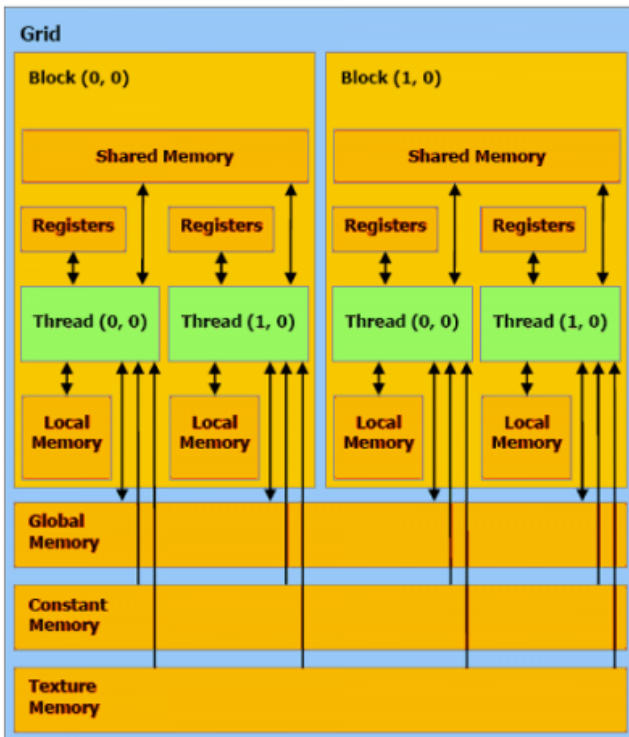 Grid
Block (0, 0)
Block (1, 0)
Shared Memory
Shared Memory
Registers
Registers
Registers
Registers
Thread (0, 0)
Thread (1, 0)
Thread (0, 0)
Thread (1, 0)
Local
Memory
Local
Memory
Local
Memory
Local
Memory
Global
Memory
Constant
Memory
Texture
Memory